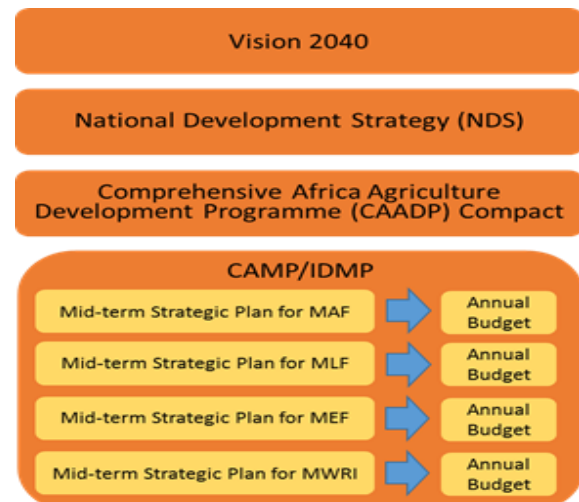 Vision 2040
National Development Strategy (NDS)
Comprehensive Africa Agriculture
Development Programme (CAADP) Compact
CAMP/IDMP
Mid-term Strategic Plan for MAF
Annual
Budget
Mid-term Strategic Plan for MLF
Annual
Budget
Mid-term Strategic Plan for MEF
Annual
Budget
Mid-term Strategic Plan for MWRI
Annual
Budget